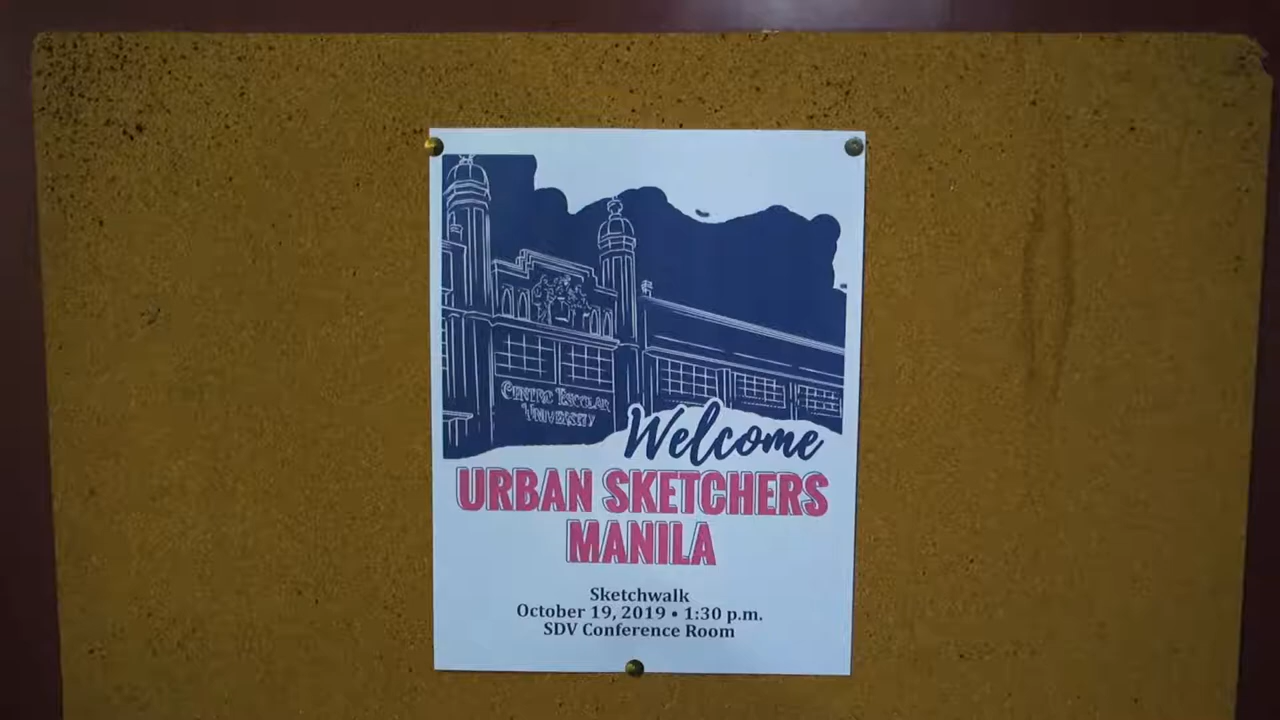 CENTRO ESCOLAR
UNIVERSITY
Welcome
URBAN SKETCHERS
MANILA
Sketchwalk
October 19, 2019 • 1:30 p.m.
SDV Conference Room